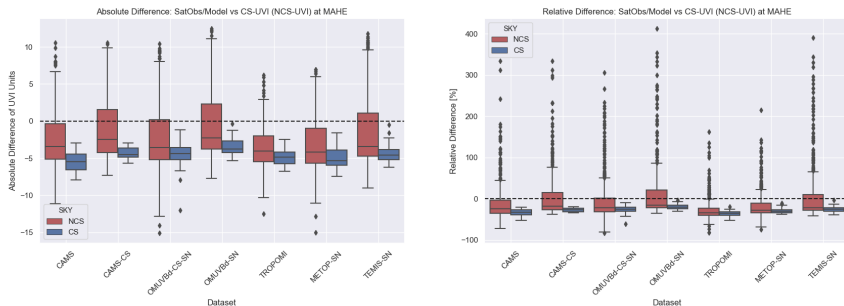 Absolute Difference: SatObs/Model vs CS-UVI (NCS-UVI) at MAHE
Absolute Difference of UVI Units
10
5
0
−5
−10
−15
SKY
NCS
CS
CAMS
CAMS-CS
OMUVBd-CS-SN
OMUVBd-SN
TROPOMI
METOP-SN
TEMIS-SN
Dataset
Relative Difference: SatObs/Model vs CS-UVI (NCS-UVI) at MAHE
Relative Difference [%]
400
300
200
100
0
−100
SKY
NCS
CS
CAMS
CAMS-CS
OMUVBd-CS-SN
OMUVBd-SN
TROPOMI
METOP-SN
TEMIS-SN
Dataset